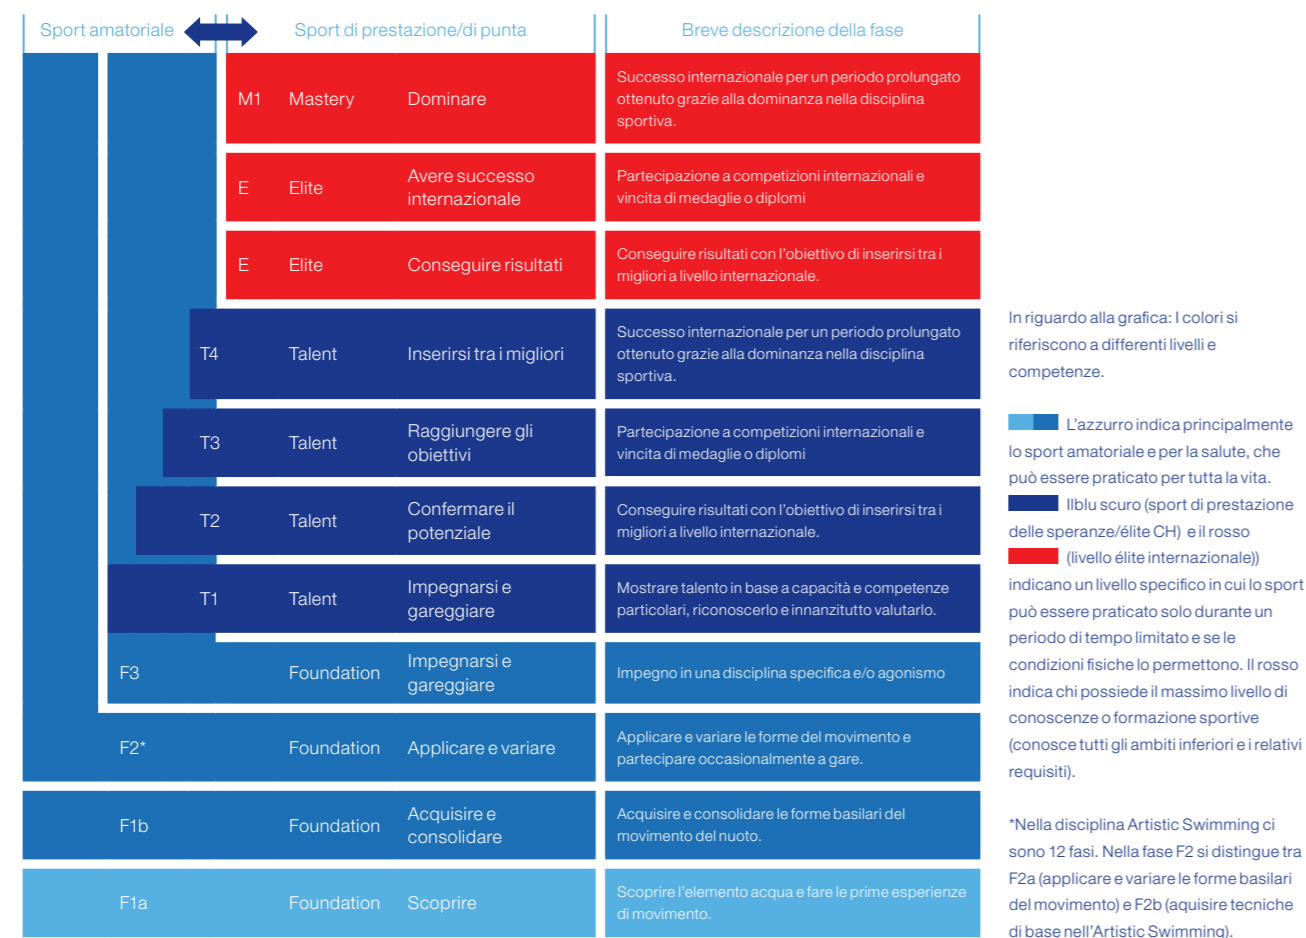 Sport amatoriale
Sport di prestazione/di punta
Breve descrizione della fase
M1 Mastery Dominare
Successo internazionale per un periodo prolungato
ottenuto grazie alla dominanza nella disciplina
sportiva.
E Elite Avere successo
internazionale
Partecipazione a competizioni internazionali e
vincita di medaglie o diplomi
E Elite Conseguire risultati
Conseguire risultati con l'obiettivo di inserirsi tra i
migliori a livello internazionale.
T4 Talent Inserirsi tra i migliori
Successo internazionale per un periodo prolungato
ottenuto grazie alla dominanza nella disciplina
sportiva.
T3 Talent Raggiungere gli
obiettivi
Partecipazione a competizioni internazionali e
vincita di medaglie o diplomi
T2 Talent Confermare il
potenziale
Conseguire risultati con l'obiettivo di inserirsi tra i
migliori a livello internazionale.
T1 Talent Impegnarsi e
gareggiare
Mostrare talento in base a capacità e competenze
particolari, riconoscerlo e innanzitutto valutarlo.
F3 Foundation Impegnarsi e
gareggiare
Impegno in una disciplina specifica e/o agonismo
F2* Foundation Applicare e variare
Applicare e variare le forme del movimento e
partecipare occasionalmente a gare.
F1b Foundation Acquisire e
consolidare
Acquisire e consolidare le forme basilari del
movimento del nuoto.
F1a Foundation Scoprire
Scoprire l'elemento acqua e fare le prime esperienze
di movimento.
In riguardo alla grafica: I colori si
riferiscono a differenti livelli e
competenze.
L'azzurro indica principalmente
lo sport amatoriale e per la salute, che
può essere praticato per tutta la vita.
Ilblu scuro (sport di prestazione
delle speranze/élite CH) e il rosso
(livello élite internazionale))
indicano un livello specifico in cui lo sport
può essere praticato solo durante un
periodo di tempo limitato e se le
condizioni fisiche lo permettono. Il rosso
indica chi possiede il massimo livello di
conoscenze o formazione sportive
(conosce tutti gli ambiti inferiori e i relativi
requisiti).
*Nella disciplina Artistic Swimming ci
sono 12 fasi. Nella fase F2 si distingue tra
F2a (applicare e variare le forme basilari
del movimento) e F2b (aquisire tecniche
di base nell'Artistic Swimming).